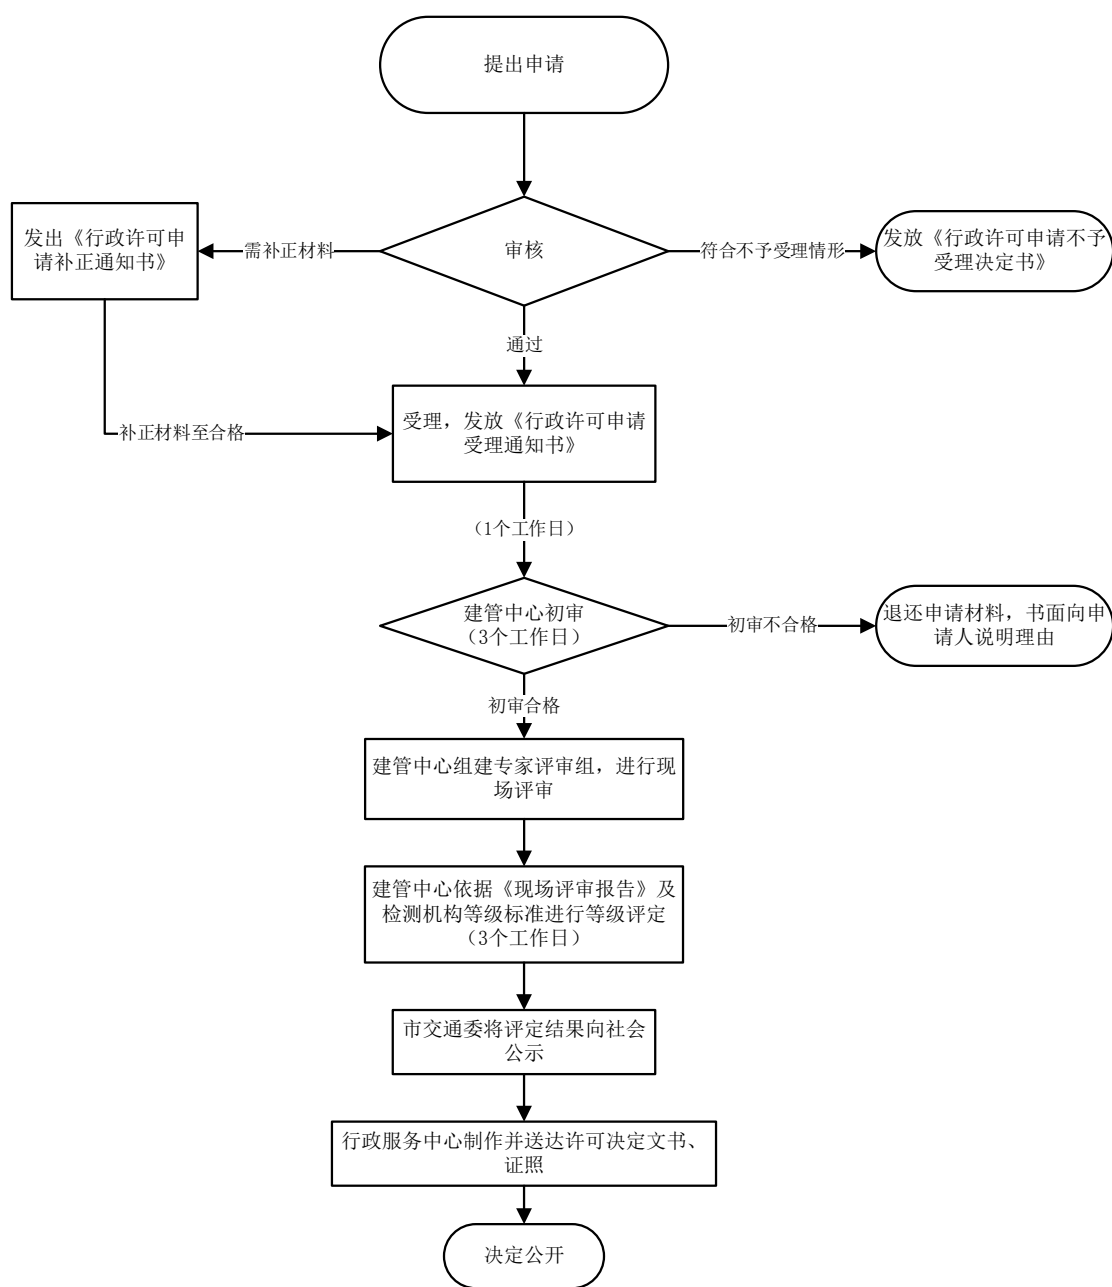 提出申请
发出《行政许可申
请补正通知书》
需补正材料
审核
符合不予受理情形
发放《行政许可申请不予
受理决定书》
通过
补正材料至合格
受理，发放《行政许可申请
受理通知书》
（1个工作日）
建管中心初审
（3个工作日）
初审不合格
退还申请材料，书面向申
请人说明理由
初审合格
建管中心组建专家评审组，进行现
场评审
建管中心依据《现场评审报告》及
检测机构等级标准进行等级评定
（3个工作日）
市交通委将评定结果向社会
公示
行政服务中心制作并送达许可决定文书、
证照
决定公开